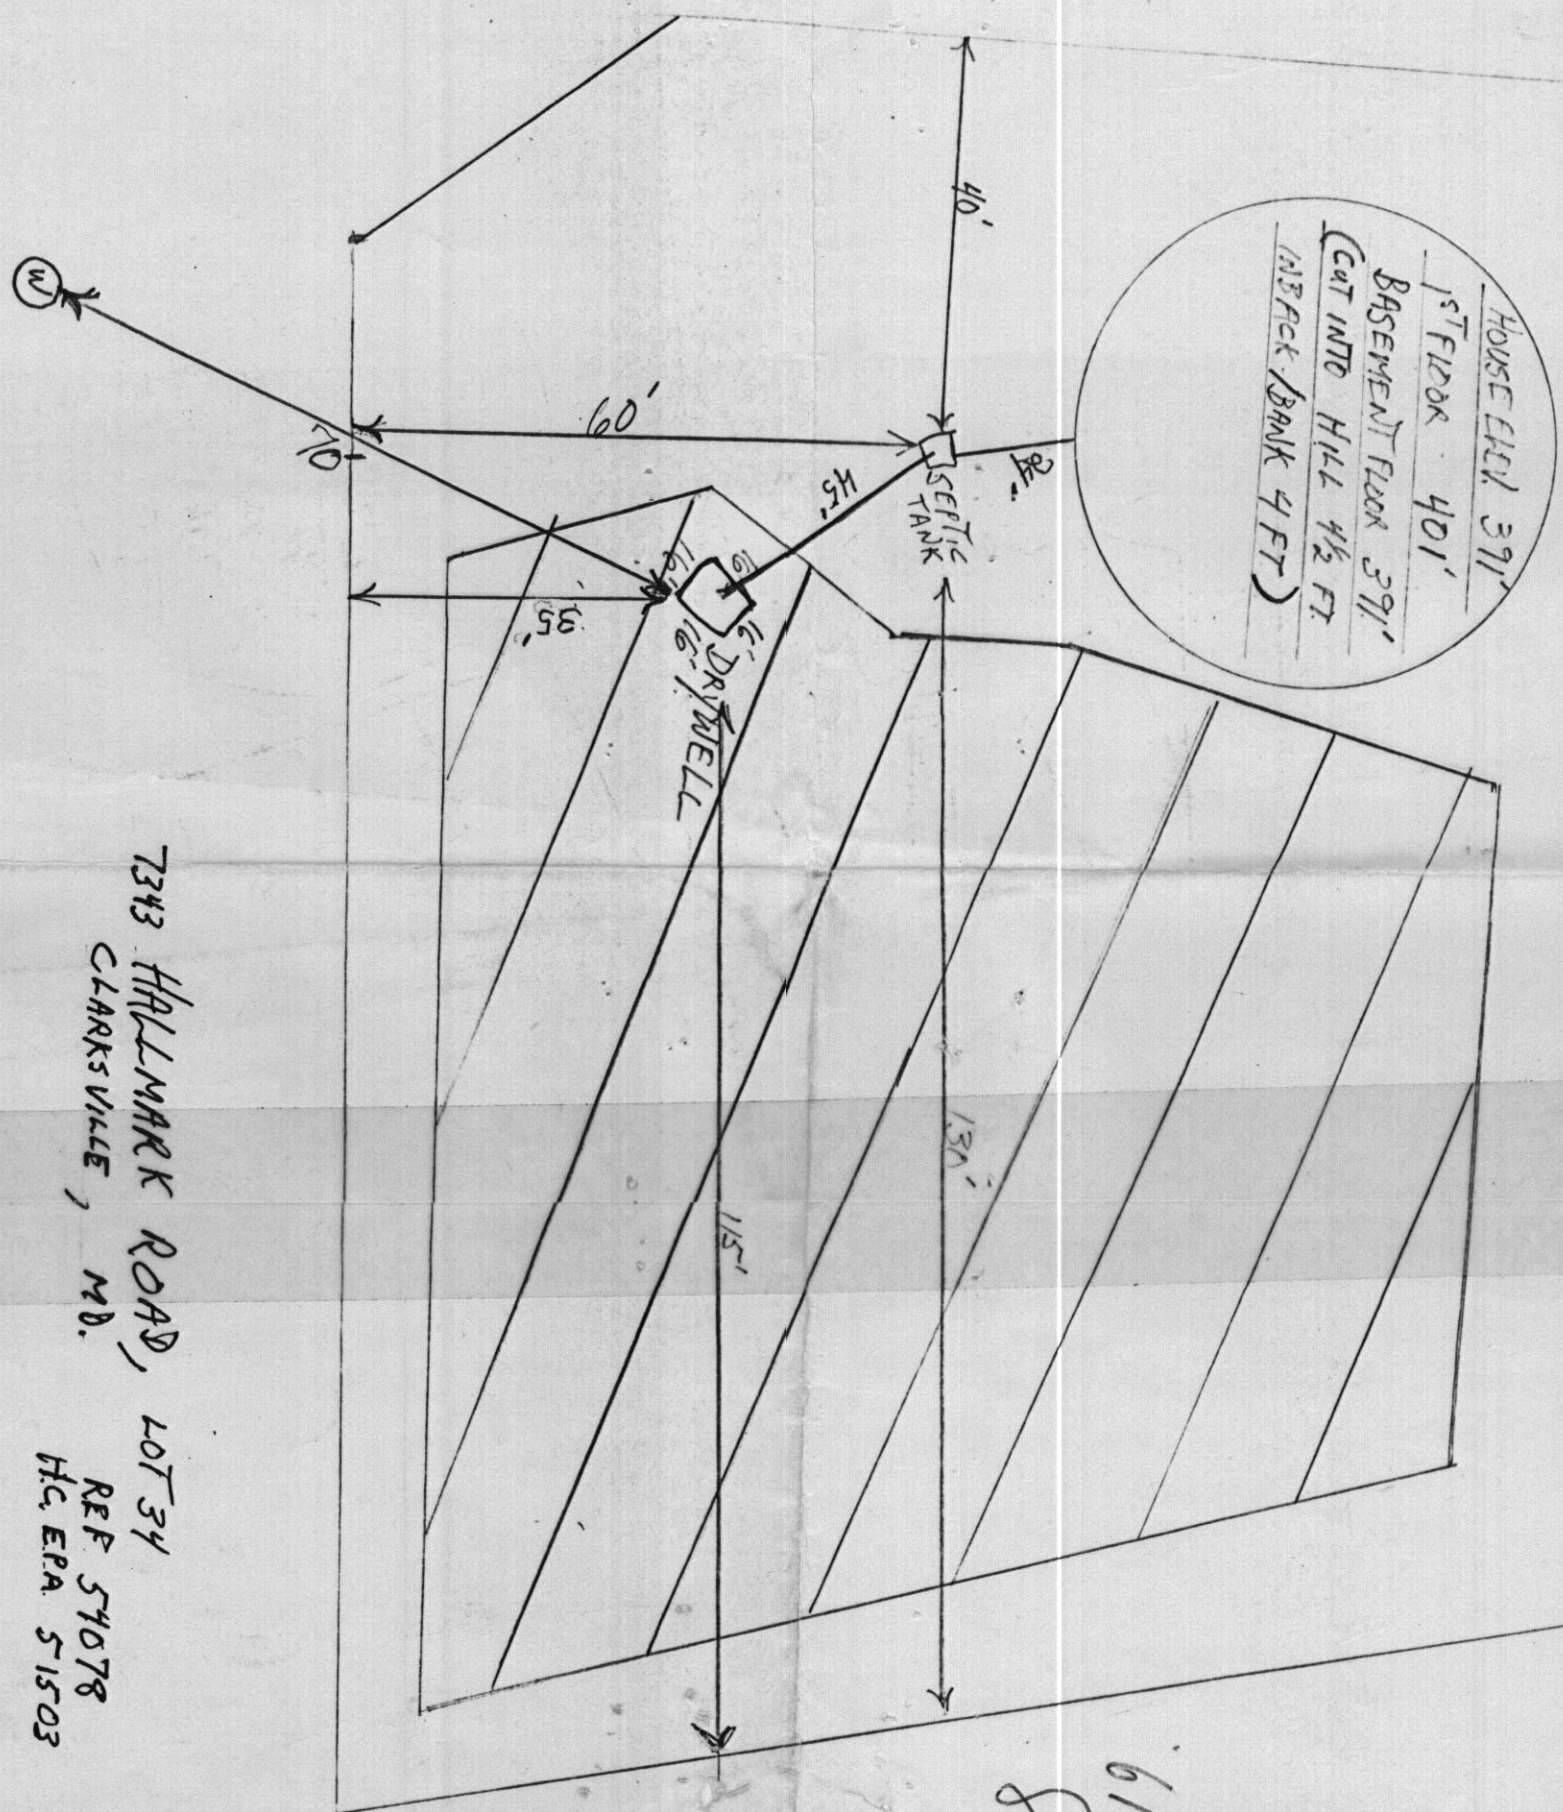 HOUSE ELEV. 391'
1ST FLOOR 401'
BASEMENT FLOOR 391'
(CUT INTO HILL 4½ FT.
IN BACK / BANK 4 FT)
40'
60'
45'
SEPTIC
TANK
70'
35'
16'
16'
16'
16'
DRYWELL
130'
115'
W
7343 HALLMARK ROAD, LOT 34
CLARKSVILLE, MD.
REF 54078
H.C. E.P.A. 51503